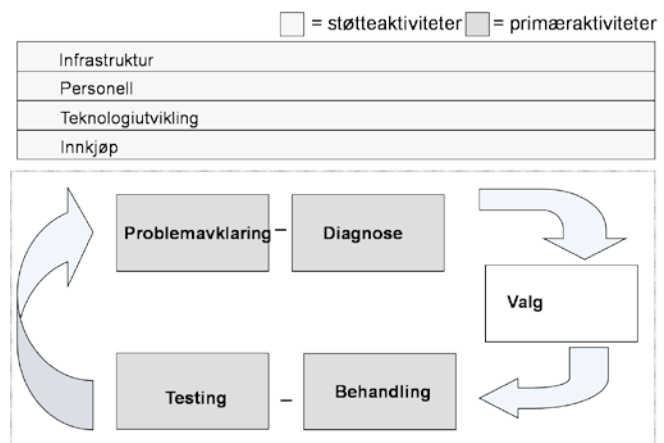 = støtteaktiviteter = primæraktiviteter
Infrastruktur
Personell
Teknologiutvikling
Innkjøp
Problemavklaring – Diagnose
Valg
Testing – Behandling